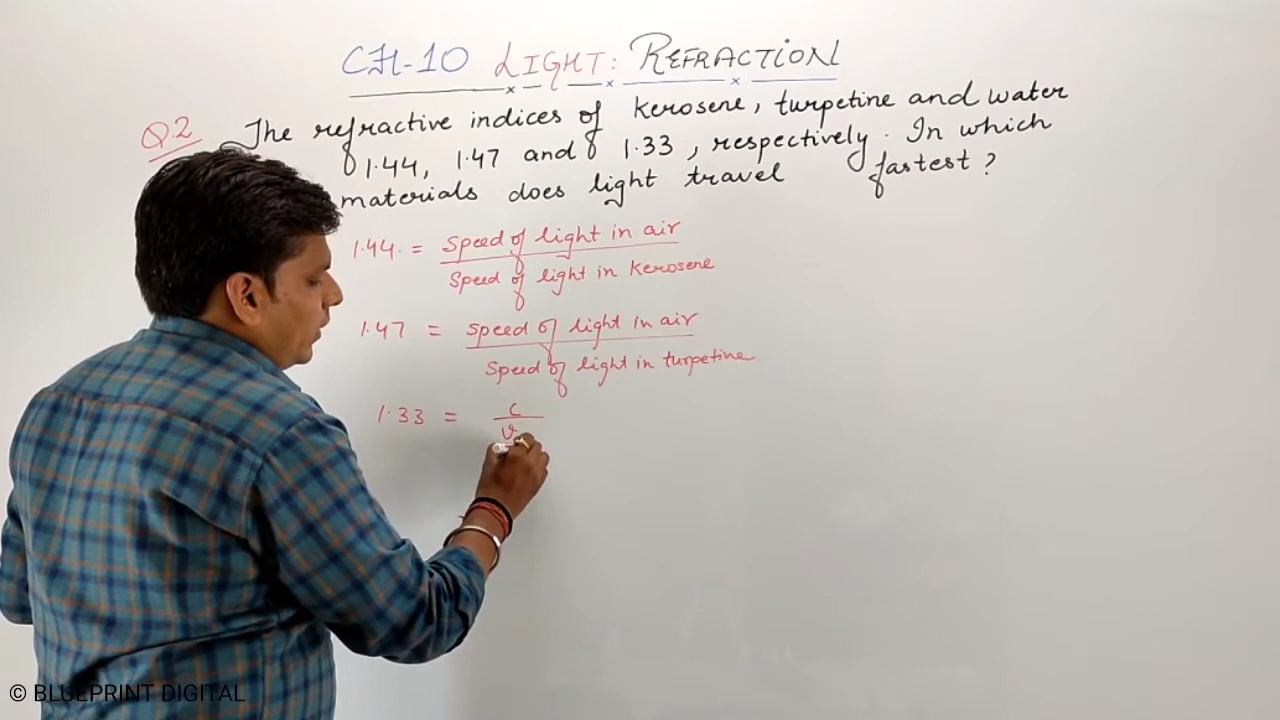 CH-10 LIGHT: REFRACTION
Q.2 The refractive indices of kerosene, turpetine and water
1.44, 1.47 and 1.33, respectively. In which
materials does light travel fastest?
1.44. = Speed of light in air
Speed of light in kerosene
1.47 = Speed of light in air
Speed of light in turpetine
1.33 = c
v
© BLUEPRINT DIGITAL